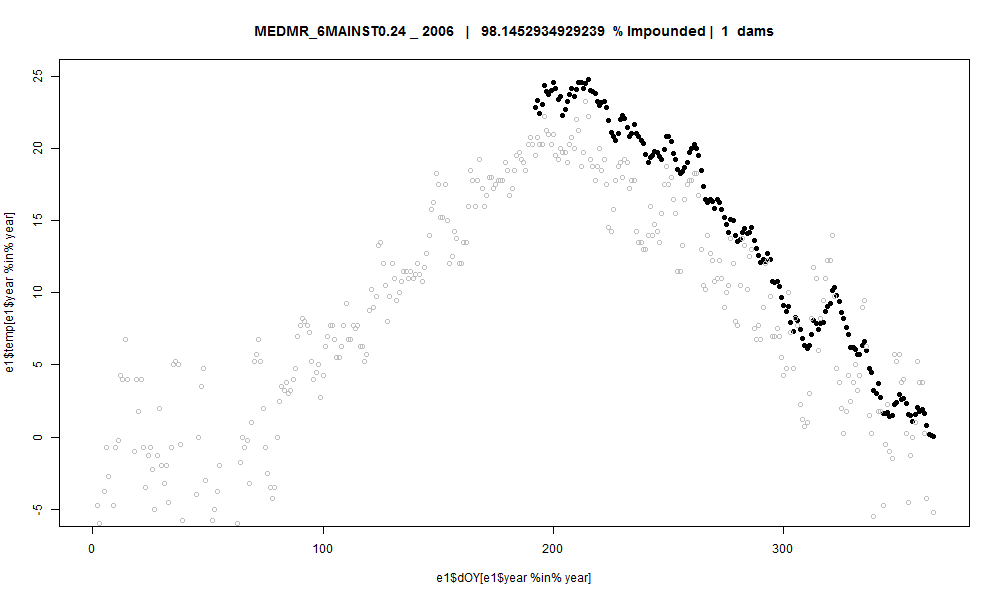 MEDMR_6MAINST0.24 _ 2006 | 98.1452934929239 % Impounded | 1 dams
e1$temp[e1$year %in% year]
25
20
15
10
5
0
-5
0 100 200 300
e1$dOY[e1$year %in% year]